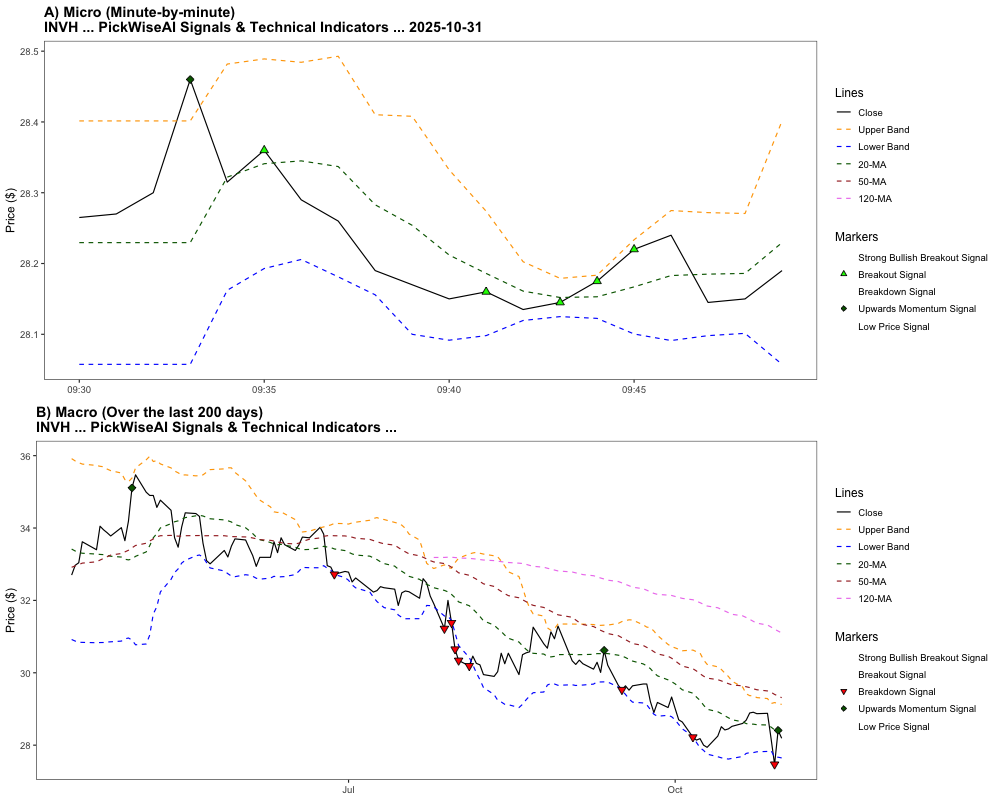 A) Micro (Minute-by-minute)
INVH ... PickWiseAI Signals & Technical Indicators ... 2025-10-31
Price ($)
28.5
28.4
28.3
28.2
28.1
09:30
09:35
09:40
09:45
Lines
Close
Upper Band
Lower Band
20-MA
50-MA
120-MA
Markers
Strong Bullish Breakout Signal
Breakout Signal
Breakdown Signal
Upwards Momentum Signal
Low Price Signal
B) Macro (Over the last 200 days)
INVH ... PickWiseAI Signals & Technical Indicators ...
Price ($)
36
34
32
30
28
Jul
Oct
Lines
Close
Upper Band
Lower Band
20-MA
50-MA
120-MA
Markers
Strong Bullish Breakout Signal
Breakout Signal
Breakdown Signal
Upwards Momentum Signal
Low Price Signal